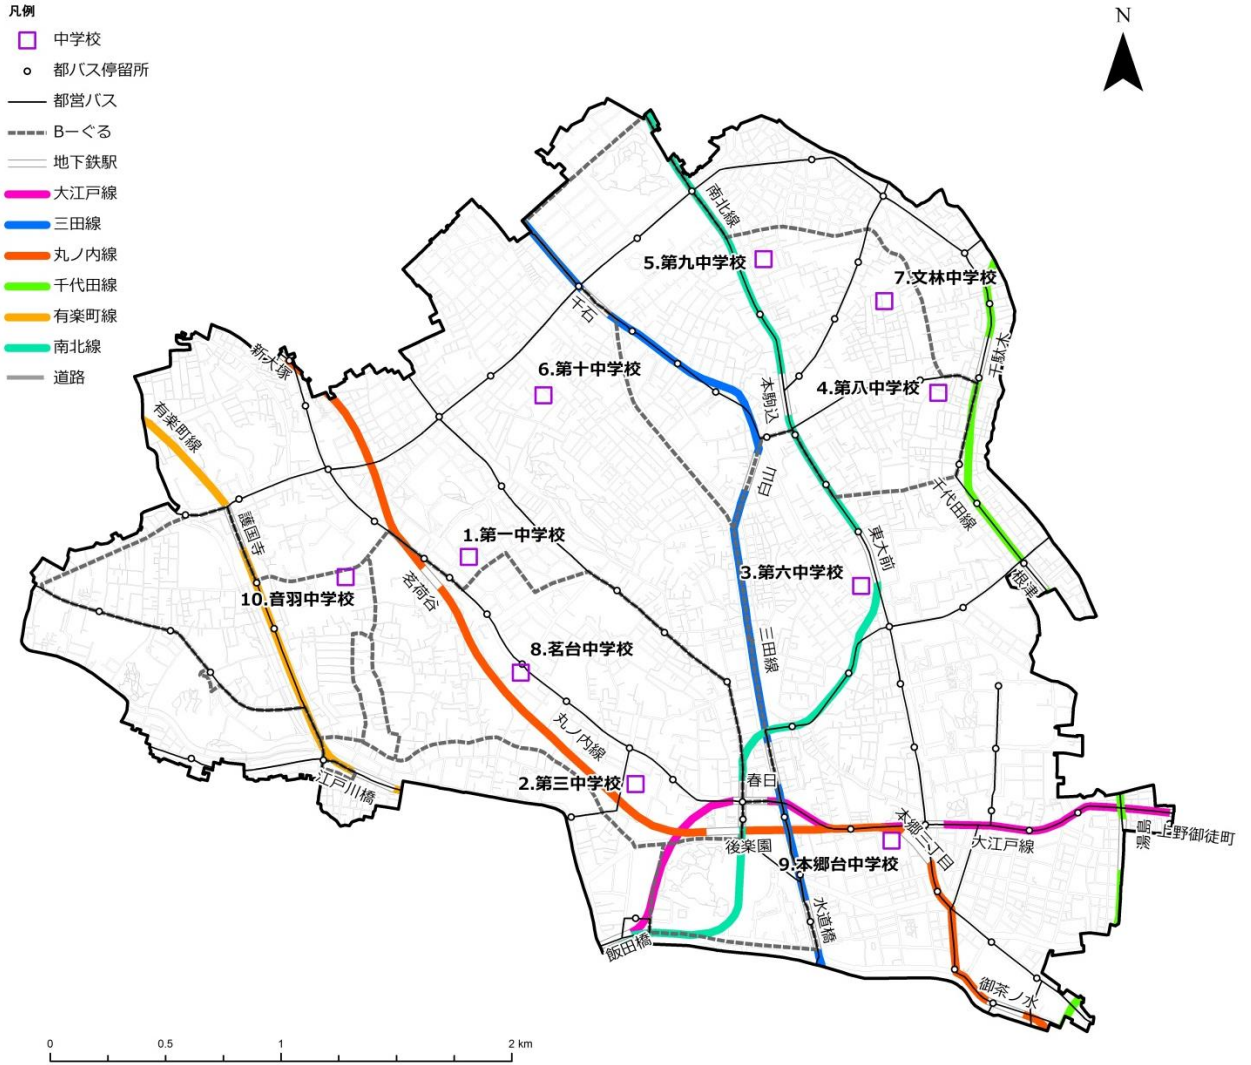 凡例
中学校
都バス停留所
都営バス
Bーぐる
地下鉄駅
大江戸線
三田線
丸ノ内線
千代田線
有楽町線
南北線
道路
N
南北線
5.第九中学校
7.文林中学校
千石
千駄木
新大塚
6.第十中学校
4.第八中学校
本駒込
有楽町線
白山
千代田線
護国寺
1.第一中学校
東大前
3.第六中学校
根津
茗荷谷
10.音羽中学校
8.茗台中学校
三田線
丸ノ内線
江戸川橋
2.第三中学校
春日
本郷三丁目
後楽園
大江戸線
湯島
上野御徒町
9.本郷台中学校
水道橋
飯田橋
御茶ノ水
0 0.5 1 2 km